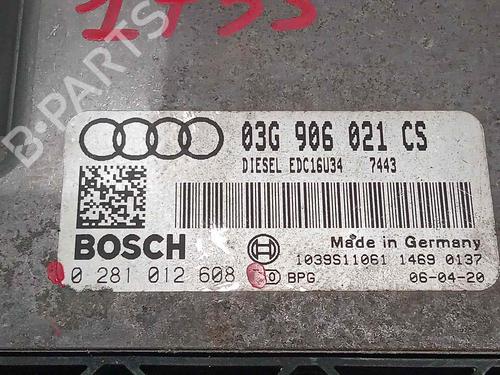 1455
B-PARTS
03G 906 021 CS
DIESEL EDC16U34 7443
BOSCH
Made in Germany
0 281 012 608
BPG
1039S11061 1469 0137
06-04-20